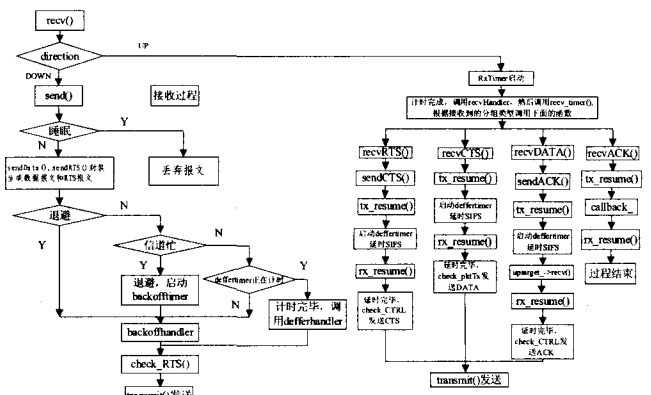 recv()
UP
direction
DOWN
send()
接收过程
RxTimer启动
计时完成，调用recvHandler，然后调用recv_timer(),
根据接收到的分组类型调用下面的函数
睡眠
Y
N
sendData(),sendRTS()封装
生成数据报文和RTS报文
丢弃报文
退避
N
Y
信道忙
N
Y
退避，启动
backofftimer
deffertimer正在计时
Y
N
计时完毕，调
用defferhandler
backoffhandler
check_RTS()
transmit()发送
recvRTS()
sendCTS()
tx_resume()
启动deffertimer
延时SIFS
rx_resume()
延时完毕，
check_CTRL
发送CTS
recvCTS()
tx_resume()
启动deffertimer
延时SIFS
rx_resume()
延时完毕，
check_pktTx发
送DATA
recvDATA()
sendACK()
tx_resume()
启动deffertimer
延时SIFS
uptarget_->recv()
rx_resume()
延时完毕，
check_CTRL发
送ACK
recvACK()
tx_resume()
callback_
rx_resume()
过程结束
transmit()发送